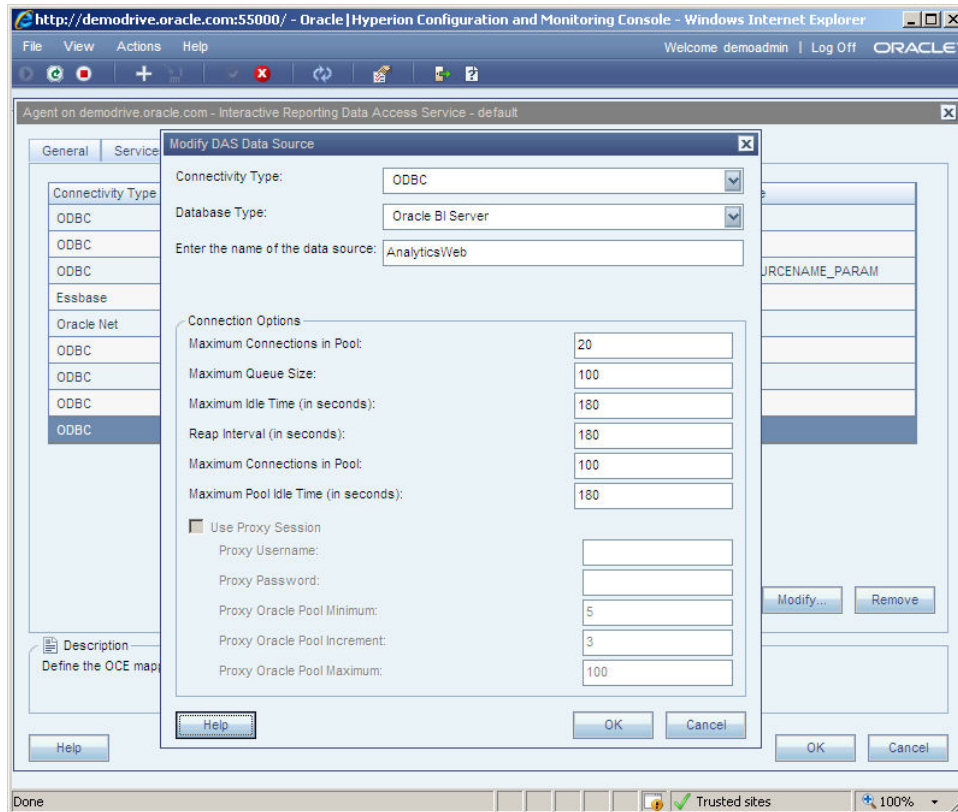 http://demodrive.oracle.com:55000/ - Oracle|Hyperion Configuration and Monitoring Console - Windows Internet Explorer
File View Actions Help Welcome demoadmin | Log Off ORACLE
Agent on demodrive.oracle.com - Interactive Reporting Data Access Service - default
General Service
Modify DAS Data Source
Connectivity Type
ODBC
ODBC
ODBC
URCENAME_PARAM
Essbase
Oracle Net
ODBC
ODBC
ODBC
ODBC
Connectivity Type: ODBC
Database Type: Oracle BI Server
Enter the name of the data source: AnalyticsWeb
Connection Options
Maximum Connections in Pool: 20
Maximum Queue Size: 100
Maximum Idle Time (in seconds): 180
Reap Interval (in seconds): 180
Maximum Connections in Pool: 100
Maximum Pool Idle Time (in seconds): 180
Use Proxy Session
Proxy Username:
Proxy Password:
Proxy Oracle Pool Minimum: 5
Proxy Oracle Pool Increment: 3
Proxy Oracle Pool Maximum: 100
Help OK Cancel
Modify... Remove
Description
Define the OCE map
Help OK Cancel
Done Trusted sites 100%